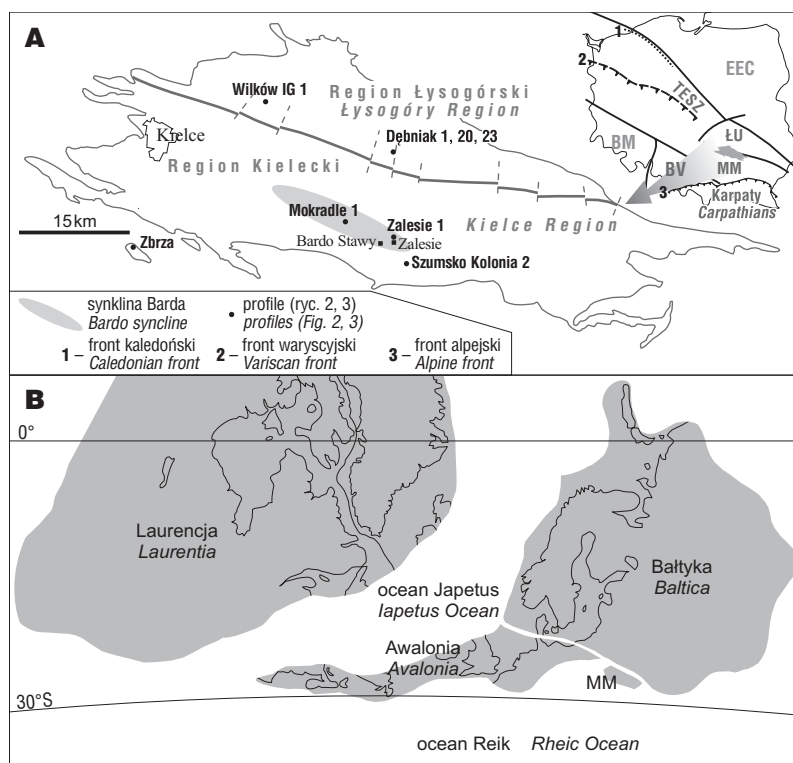 A
Wilków IG 1
Region Łysogórski
Łysogóry Region
Kielce
Dębniak 1, 20, 23
Region Kielecki
Mokradle 1
Zalesie 1
Kielce Region
15km
Bardo Stawy
Zalesie
Zbrza
Szumsko Kolonia 2
1
2
EEC
TESZ
BM
ŁU
BV
MM
3
Karpaty
Carpathians
synklina Barda
Bardo syncline
profile (ryc. 2, 3)
profiles (Fig. 2, 3)
1 – front kaledoński
Caledonian front
2 – front waryscyjski
Variscan front
3 – front alpejski
Alpine front
B
0°
Laurencja
Laurentia
Bałtyka
Baltica
ocean Japetus
Iapetus Ocean
Awalonia
Avalonia
MM
30°S
ocean Reik Rheic Ocean